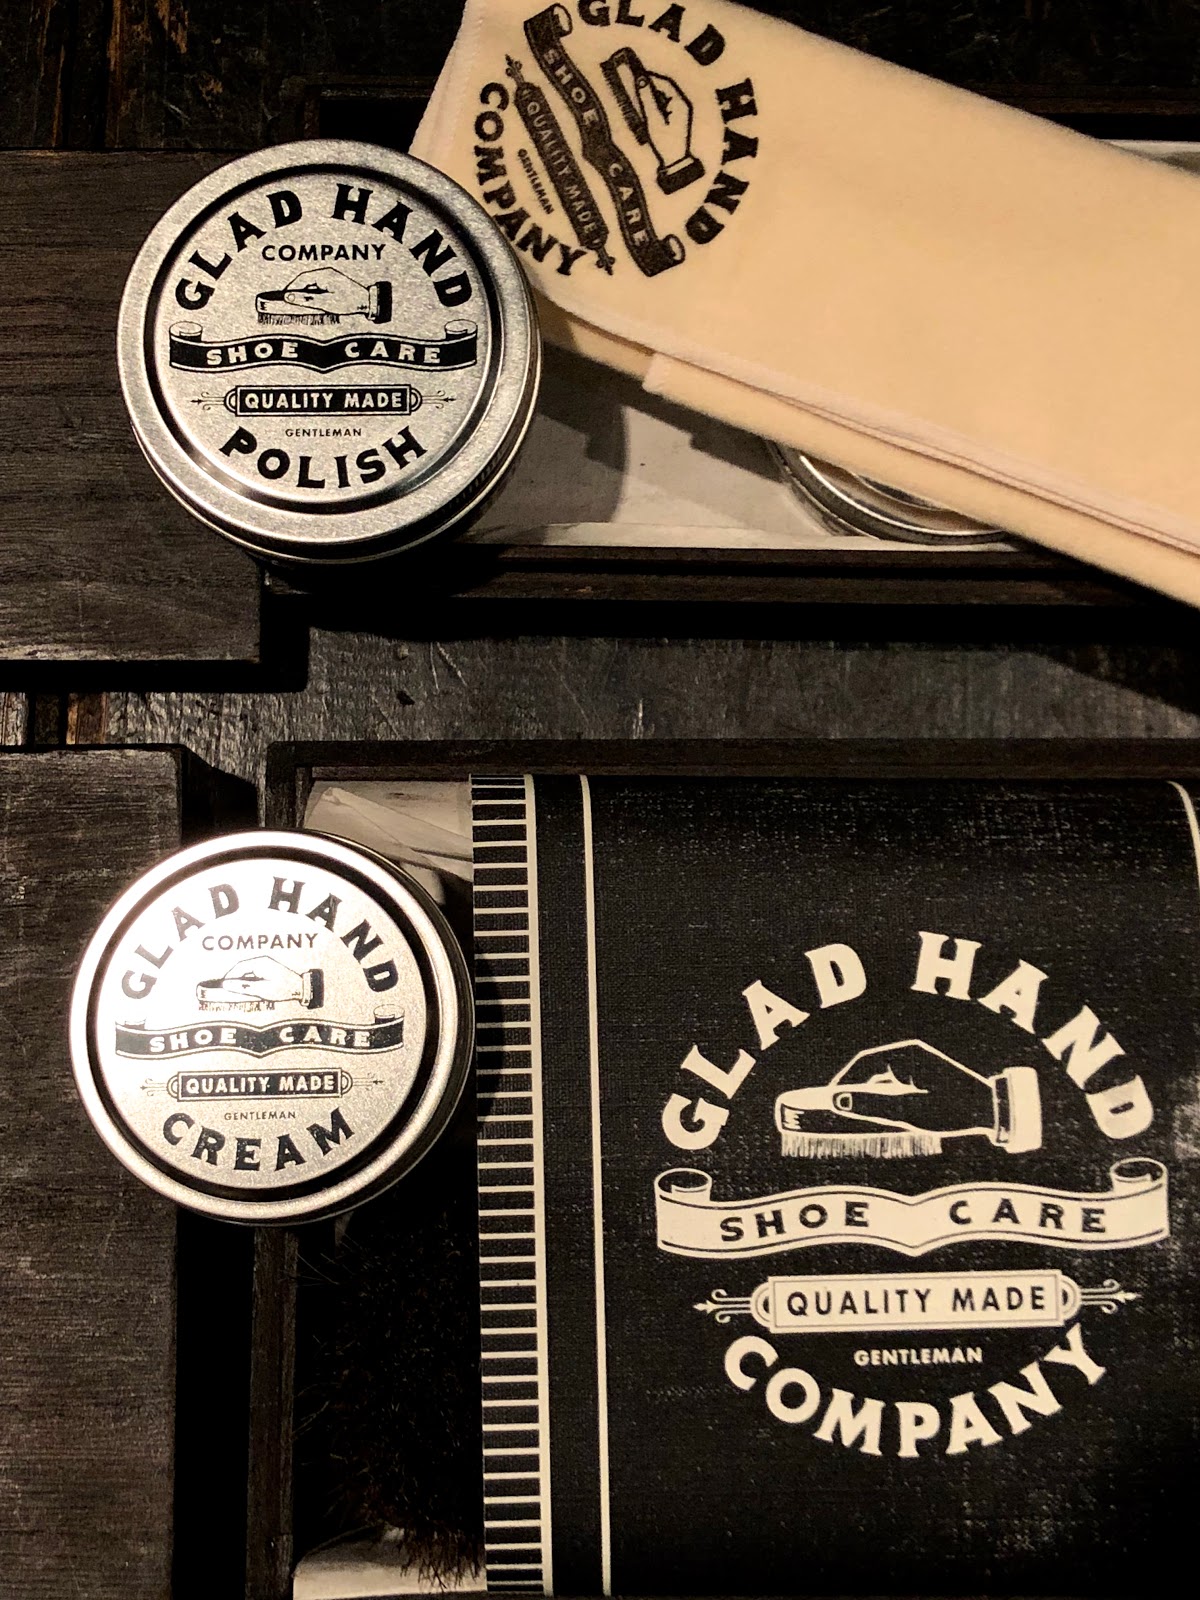 GLAD HAND
COMPANY
SHOE CARE
QUALITY MADE
GENTLEMAN
POLISH
GLAD HAND
SHOE CARE
QUALITY MADE
GENTLEMAN
COMPANY
GLAD HAND
COMPANY
SHOE CARE
QUALITY MADE
GENTLEMAN
CREAM
GLAD HAND
SHOE CARE
QUALITY MADE
GENTLEMAN
COMPANY